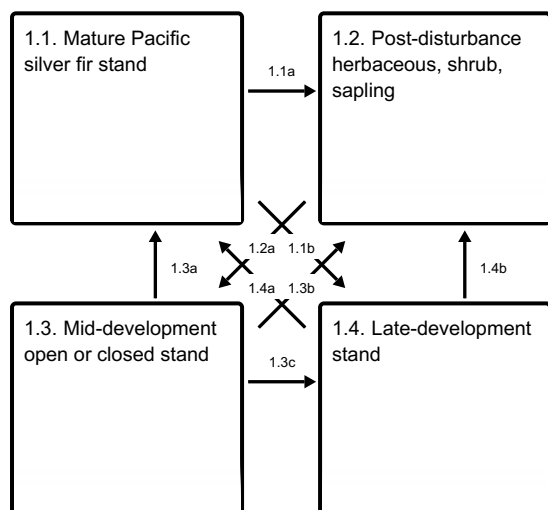 1.1. Mature Pacific
silver fir stand
1.1a
1.2. Post-disturbance
herbaceous, shrub,
sapling
1.2a
1.1b
1.3a
1.4a
1.3b
1.4b
1.3. Mid-development
open or closed stand
1.3c
1.4. Late-development
stand